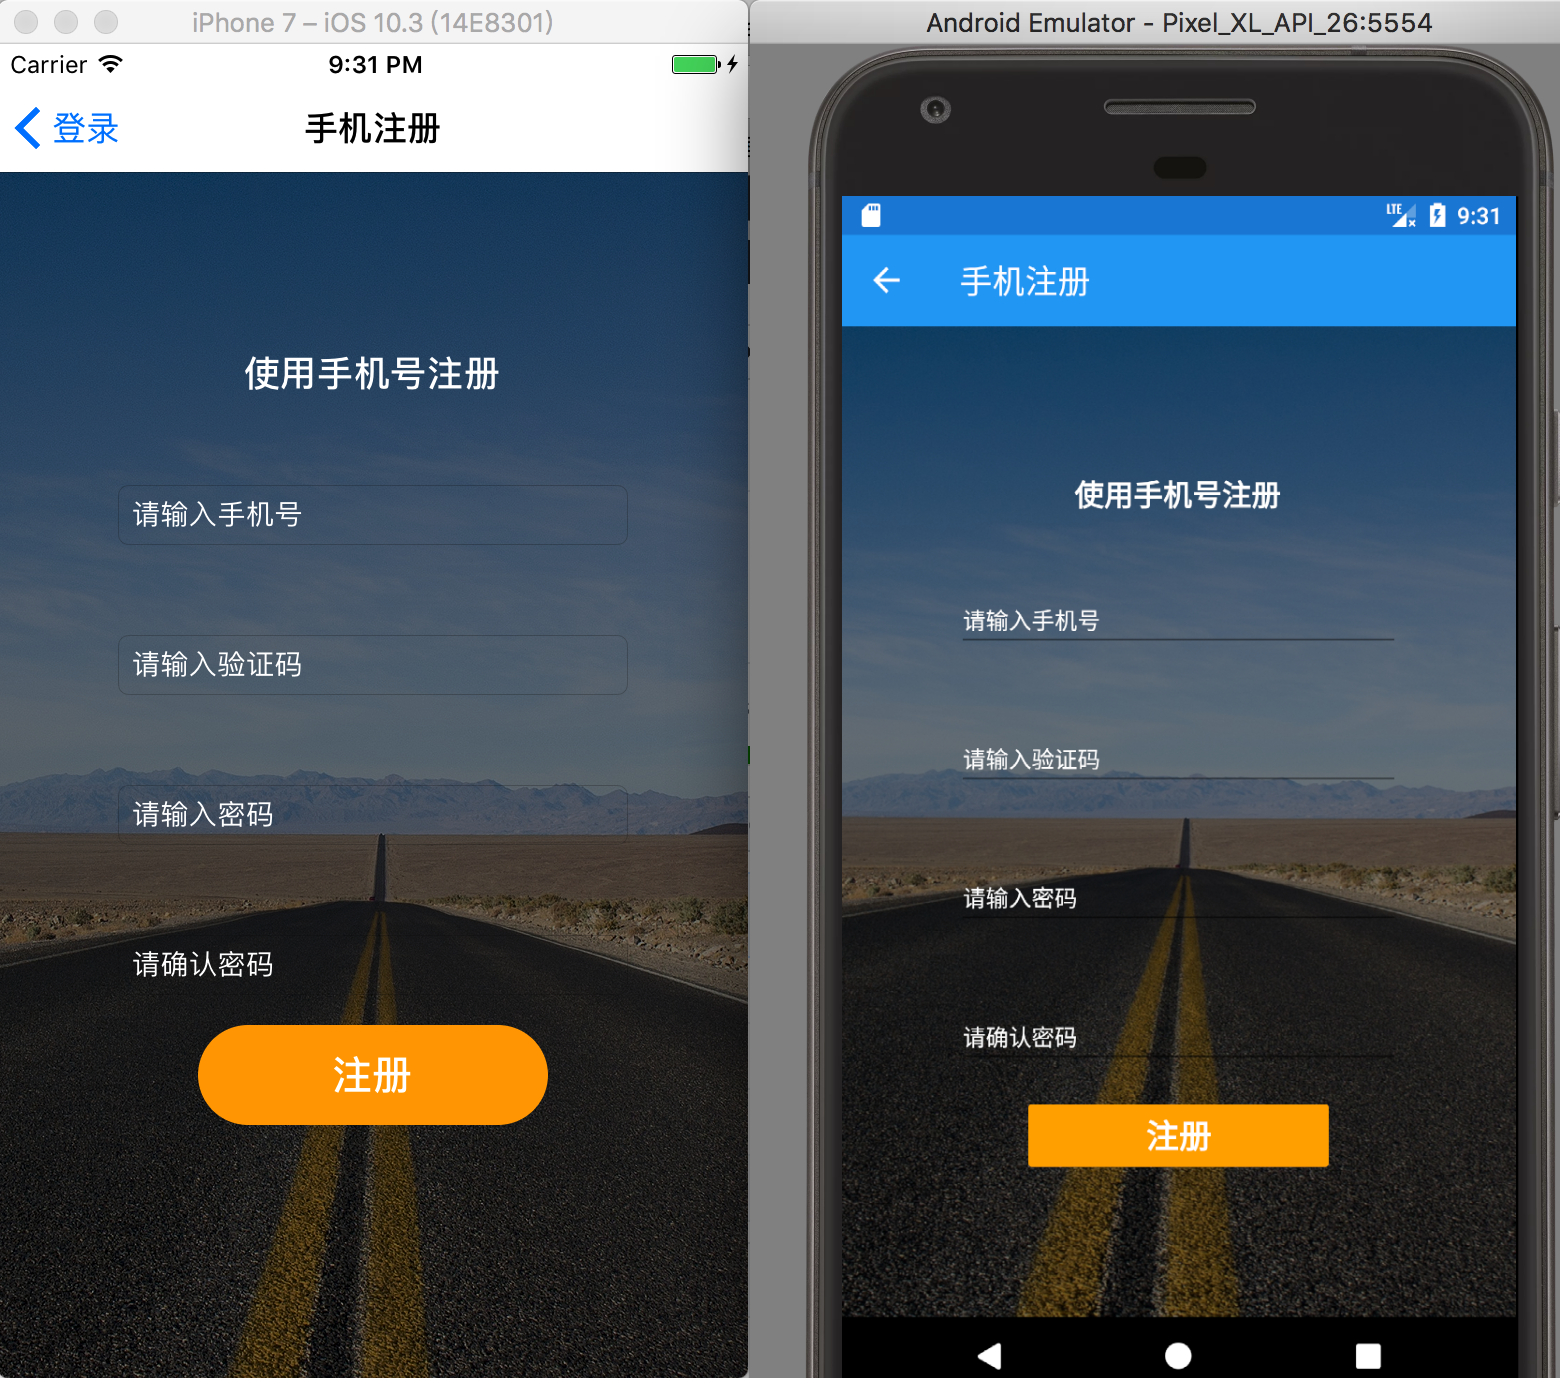 iPhone 7 – iOS 10.3 (14E8301)
Carrier
9:31 PM
登录
手机注册
使用手机号注册
请输入手机号
请输入验证码
请输入密码
请确认密码
注册
Android Emulator - Pixel_XL_API_26:5554
LTE
9:31
手机注册
使用手机号注册
请输入手机号
请输入验证码
请输入密码
请确认密码
注册